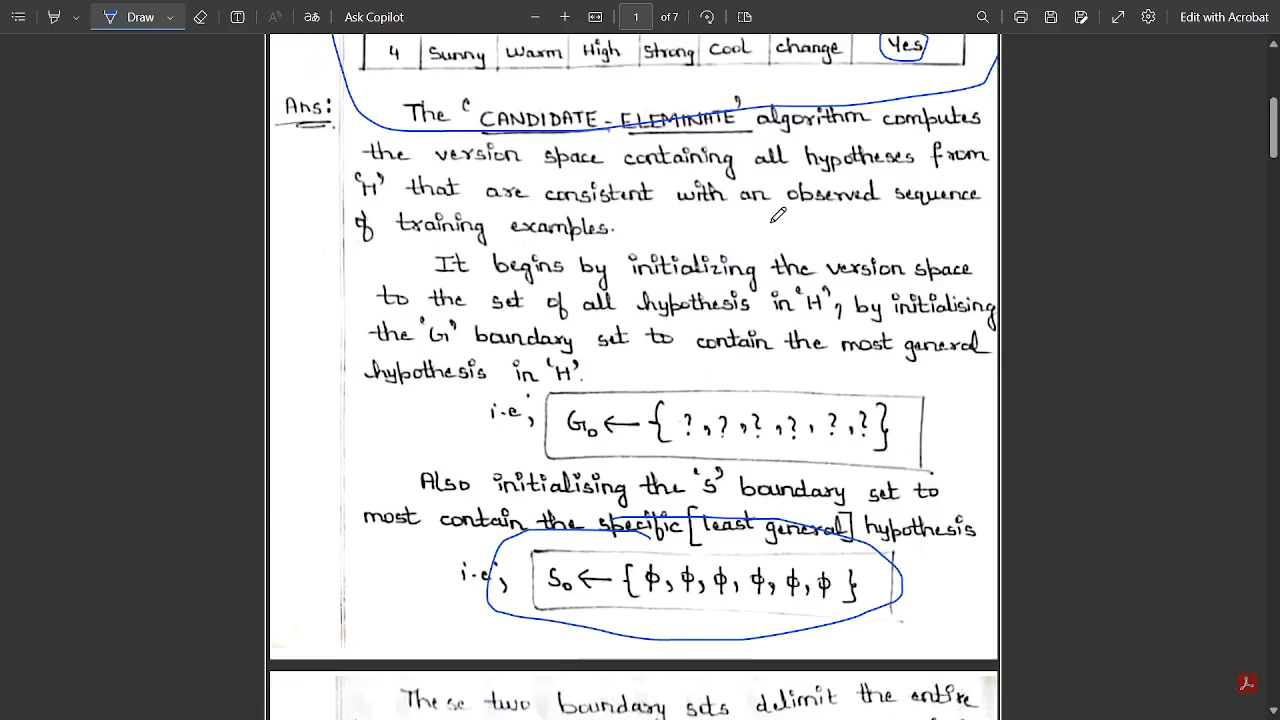 Draw
Ask Copilot
1 of 7
Edit with Acrobat
4 Sunny Warm High Strong Cool change Yes
Ans: The 'CANDIDATE-ELEMINATE' algorithm computes
the version space containing all hypotheses from
'H' that are consistent with an observed sequence
of training examples.
It begins by initializing the version space
to the set of all hypothesis in 'H', by initialising
the 'G' boundary set to contain the most general
hypothesis in 'H'.
i.e; G₀ ← { ?, ?, ?, ?, ?, ? }
Also initialising the 'S' boundary set to
most contain the specific [least general] hypothesis
i.e; S₀ ← { ϕ, ϕ, ϕ, ϕ, ϕ, ϕ }
These two boundary sets delimit the entire